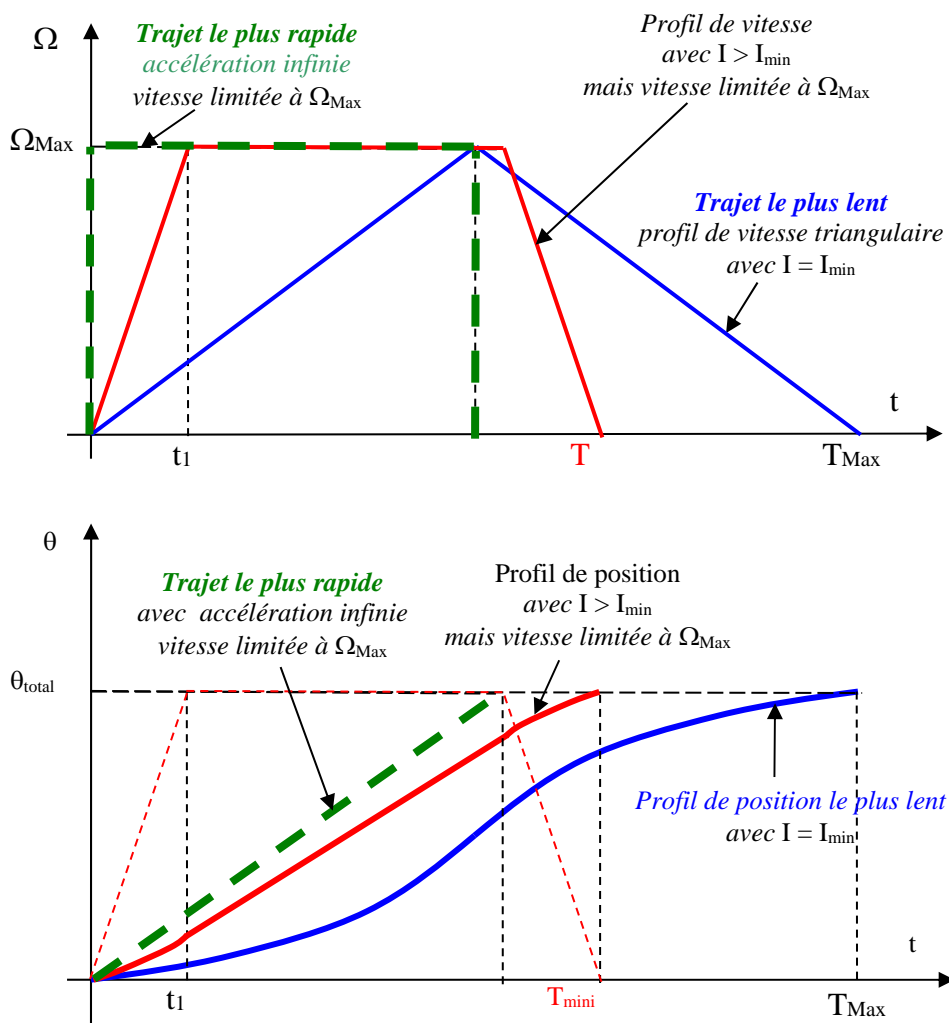 Ω
Trajet le plus rapide
accélération infinie
vitesse limitée à ΩMax
Profil de vitesse
avec I > Imin
mais vitesse limitée à ΩMax
ΩMax
Trajet le plus lent
profil de vitesse triangulaire
avec I = Imin
t
t1
T
TMax
θ
Trajet le plus rapide
avec accélération infinie
vitesse limitée à ΩMax
Profil de position
avec I > Imin
mais vitesse limitée à ΩMax
θtotal
Profil de position le plus lent
avec I = Imin
t
t1
Tmini
TMax